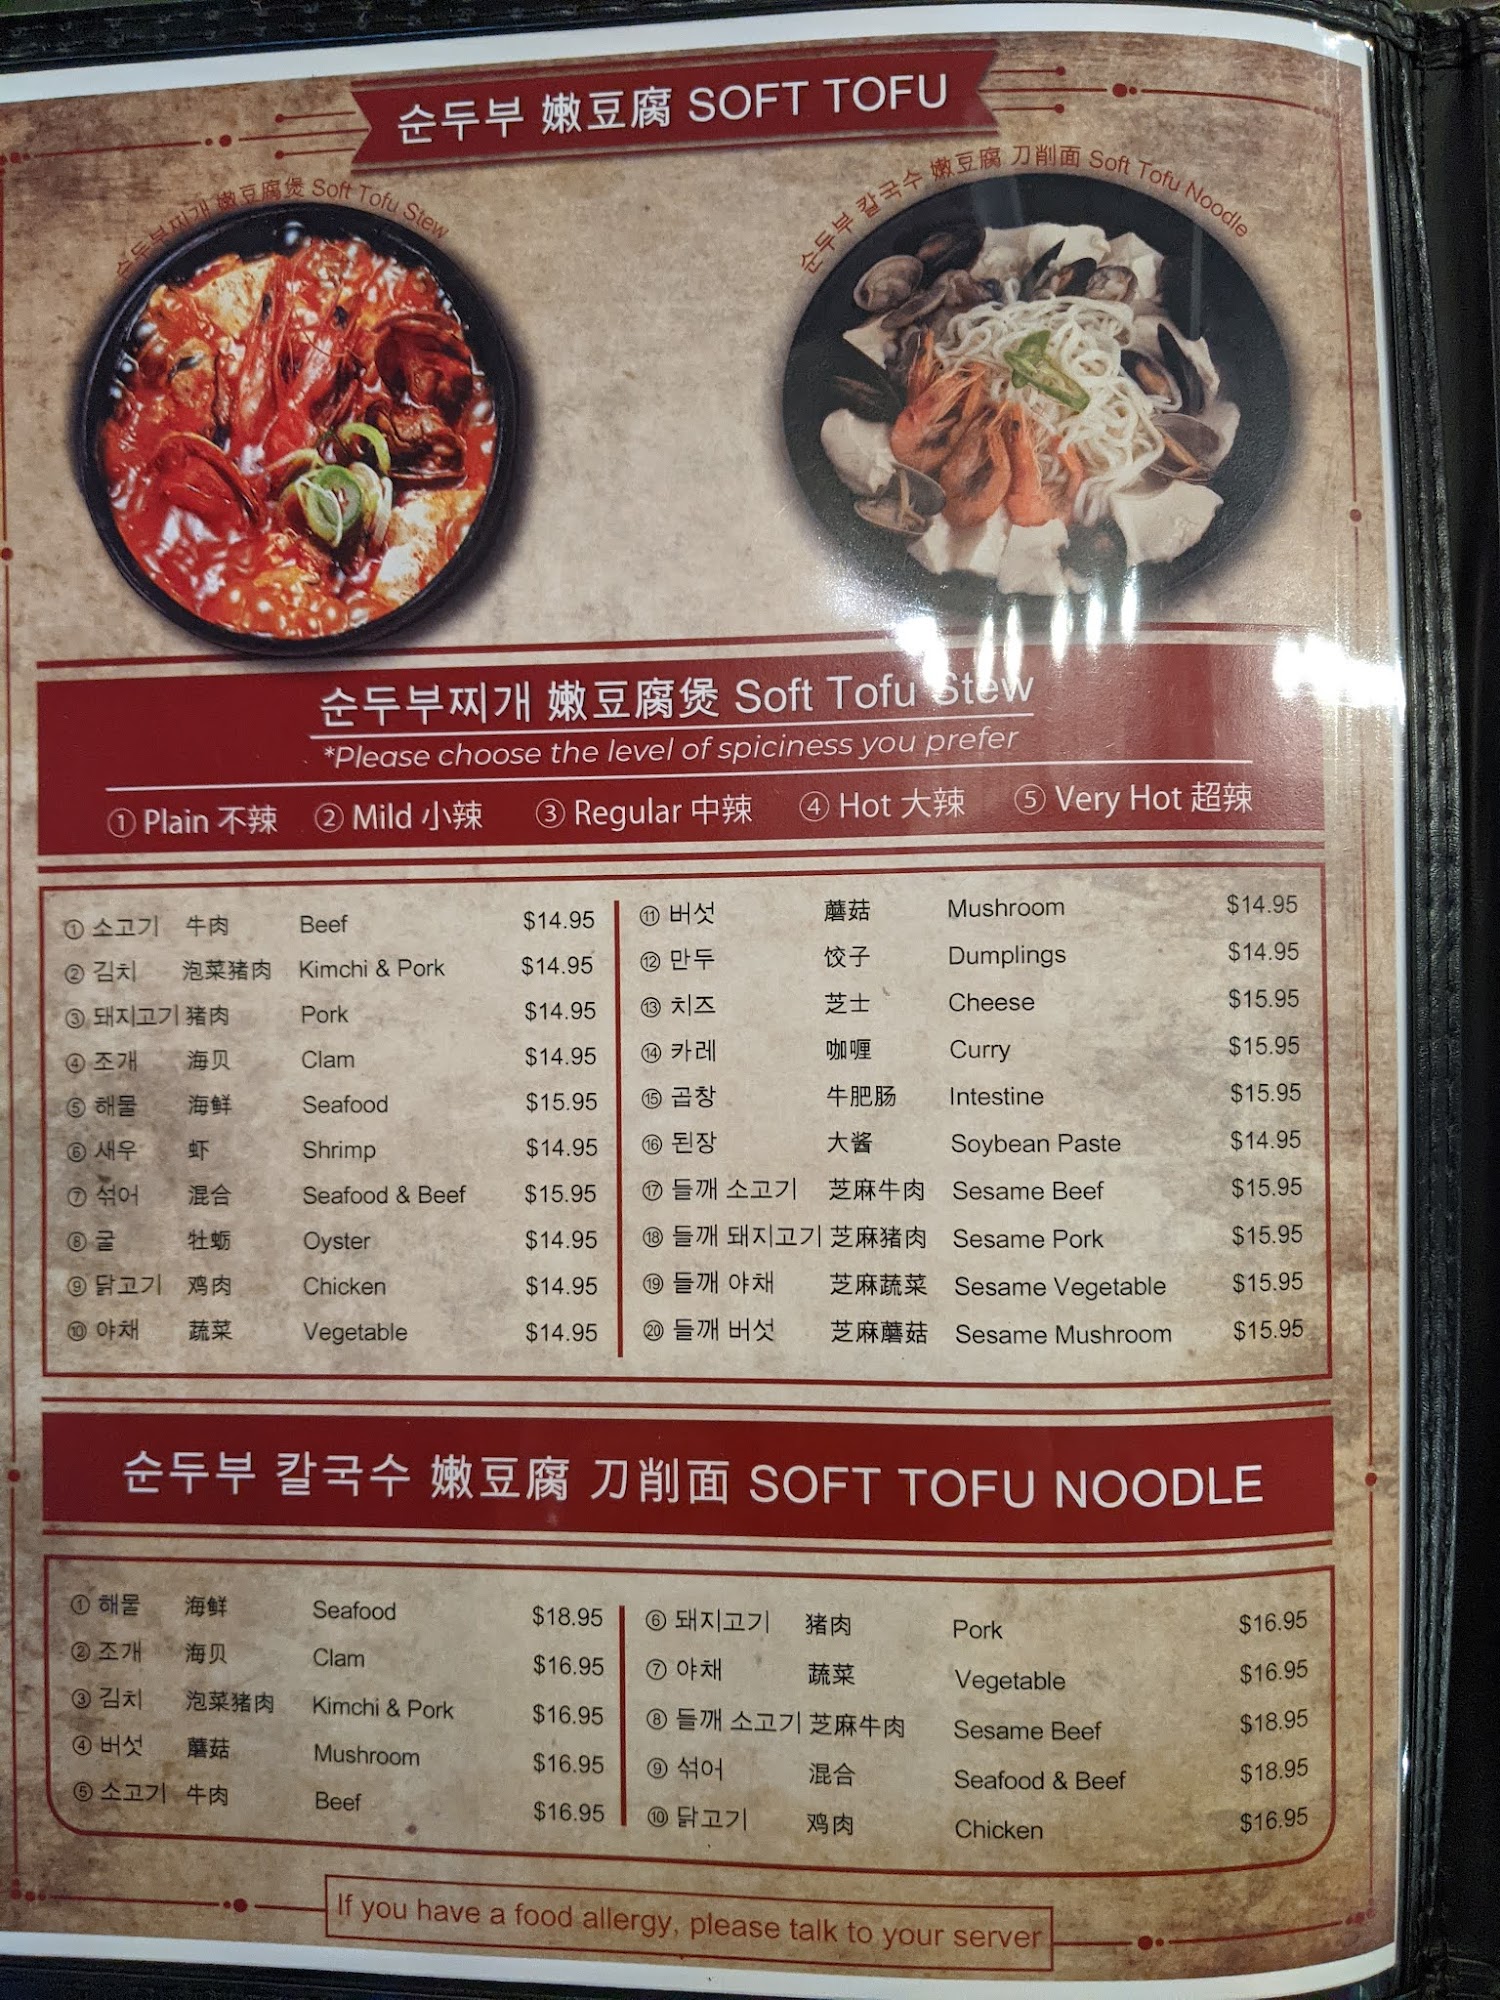 순두부 嫩豆腐 SOFT TOFU
순두부찌개 嫩豆腐煲 Soft Tofu Stew
순두부 칼국수 嫩豆腐 刀削面 Soft Tofu Noodle
순두부찌개 嫩豆腐煲 Soft Tofu Stew
*Please choose the level of spiciness you prefer
① Plain 不辣 ② Mild 小辣 ③ Regular 中辣 ④ Hot 大辣 ⑤ Very Hot 超辣
① 소고기 牛肉 Beef $14.95
② 김치 泡菜猪肉 Kimchi & Pork $14.95
③ 돼지고기 猪肉 Pork $14.95
④ 조개 海贝 Clam $14.95
⑤ 해물 海鲜 Seafood $15.95
⑥ 새우 虾 Shrimp $14.95
⑦ 섞어 混合 Seafood & Beef $15.95
⑧ 굴 牡蛎 Oyster $14.95
⑨ 닭고기 鸡肉 Chicken $14.95
⑩ 야채 蔬菜 Vegetable $14.95
⑪ 버섯 蘑菇 Mushroom $14.95
⑫ 만두 饺子 Dumplings $14.95
⑬ 치즈 芝士 Cheese $15.95
⑭ 카레 咖喱 Curry $15.95
⑮ 곱창 牛肥肠 Intestine $15.95
⑯ 된장 大酱 Soybean Paste $14.95
⑰ 들깨 소고기 芝麻牛肉 Sesame Beef $15.95
⑱ 들깨 돼지고기 芝麻猪肉 Sesame Pork $15.95
⑲ 들깨 야채 芝麻蔬菜 Sesame Vegetable $15.95
⑳ 들깨 버섯 芝麻蘑菇 Sesame Mushroom $15.95
순두부 칼국수 嫩豆腐 刀削面 SOFT TOFU NOODLE
① 해물 海鲜 Seafood $18.95
② 조개 海贝 Clam $16.95
③ 김치 泡菜猪肉 Kimchi & Pork $16.95
④ 버섯 蘑菇 Mushroom $16.95
⑤ 소고기 牛肉 Beef $16.95
⑥ 돼지고기 猪肉 Pork $16.95
⑦ 야채 蔬菜 Vegetable $16.95
⑧ 들깨 소고기 芝麻牛肉 Sesame Beef $18.95
⑨ 섞어 混合 Seafood & Beef $18.95
⑩ 닭고기 鸡肉 Chicken $16.95
If you have a food allergy, please talk to your server